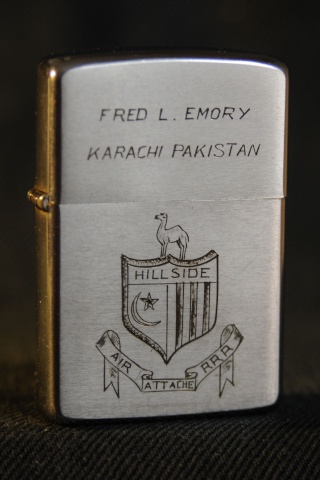 FRED L. EMORY
KARACHI PAKISTAN
HILLSIDE
AIR ATTACHE RRR